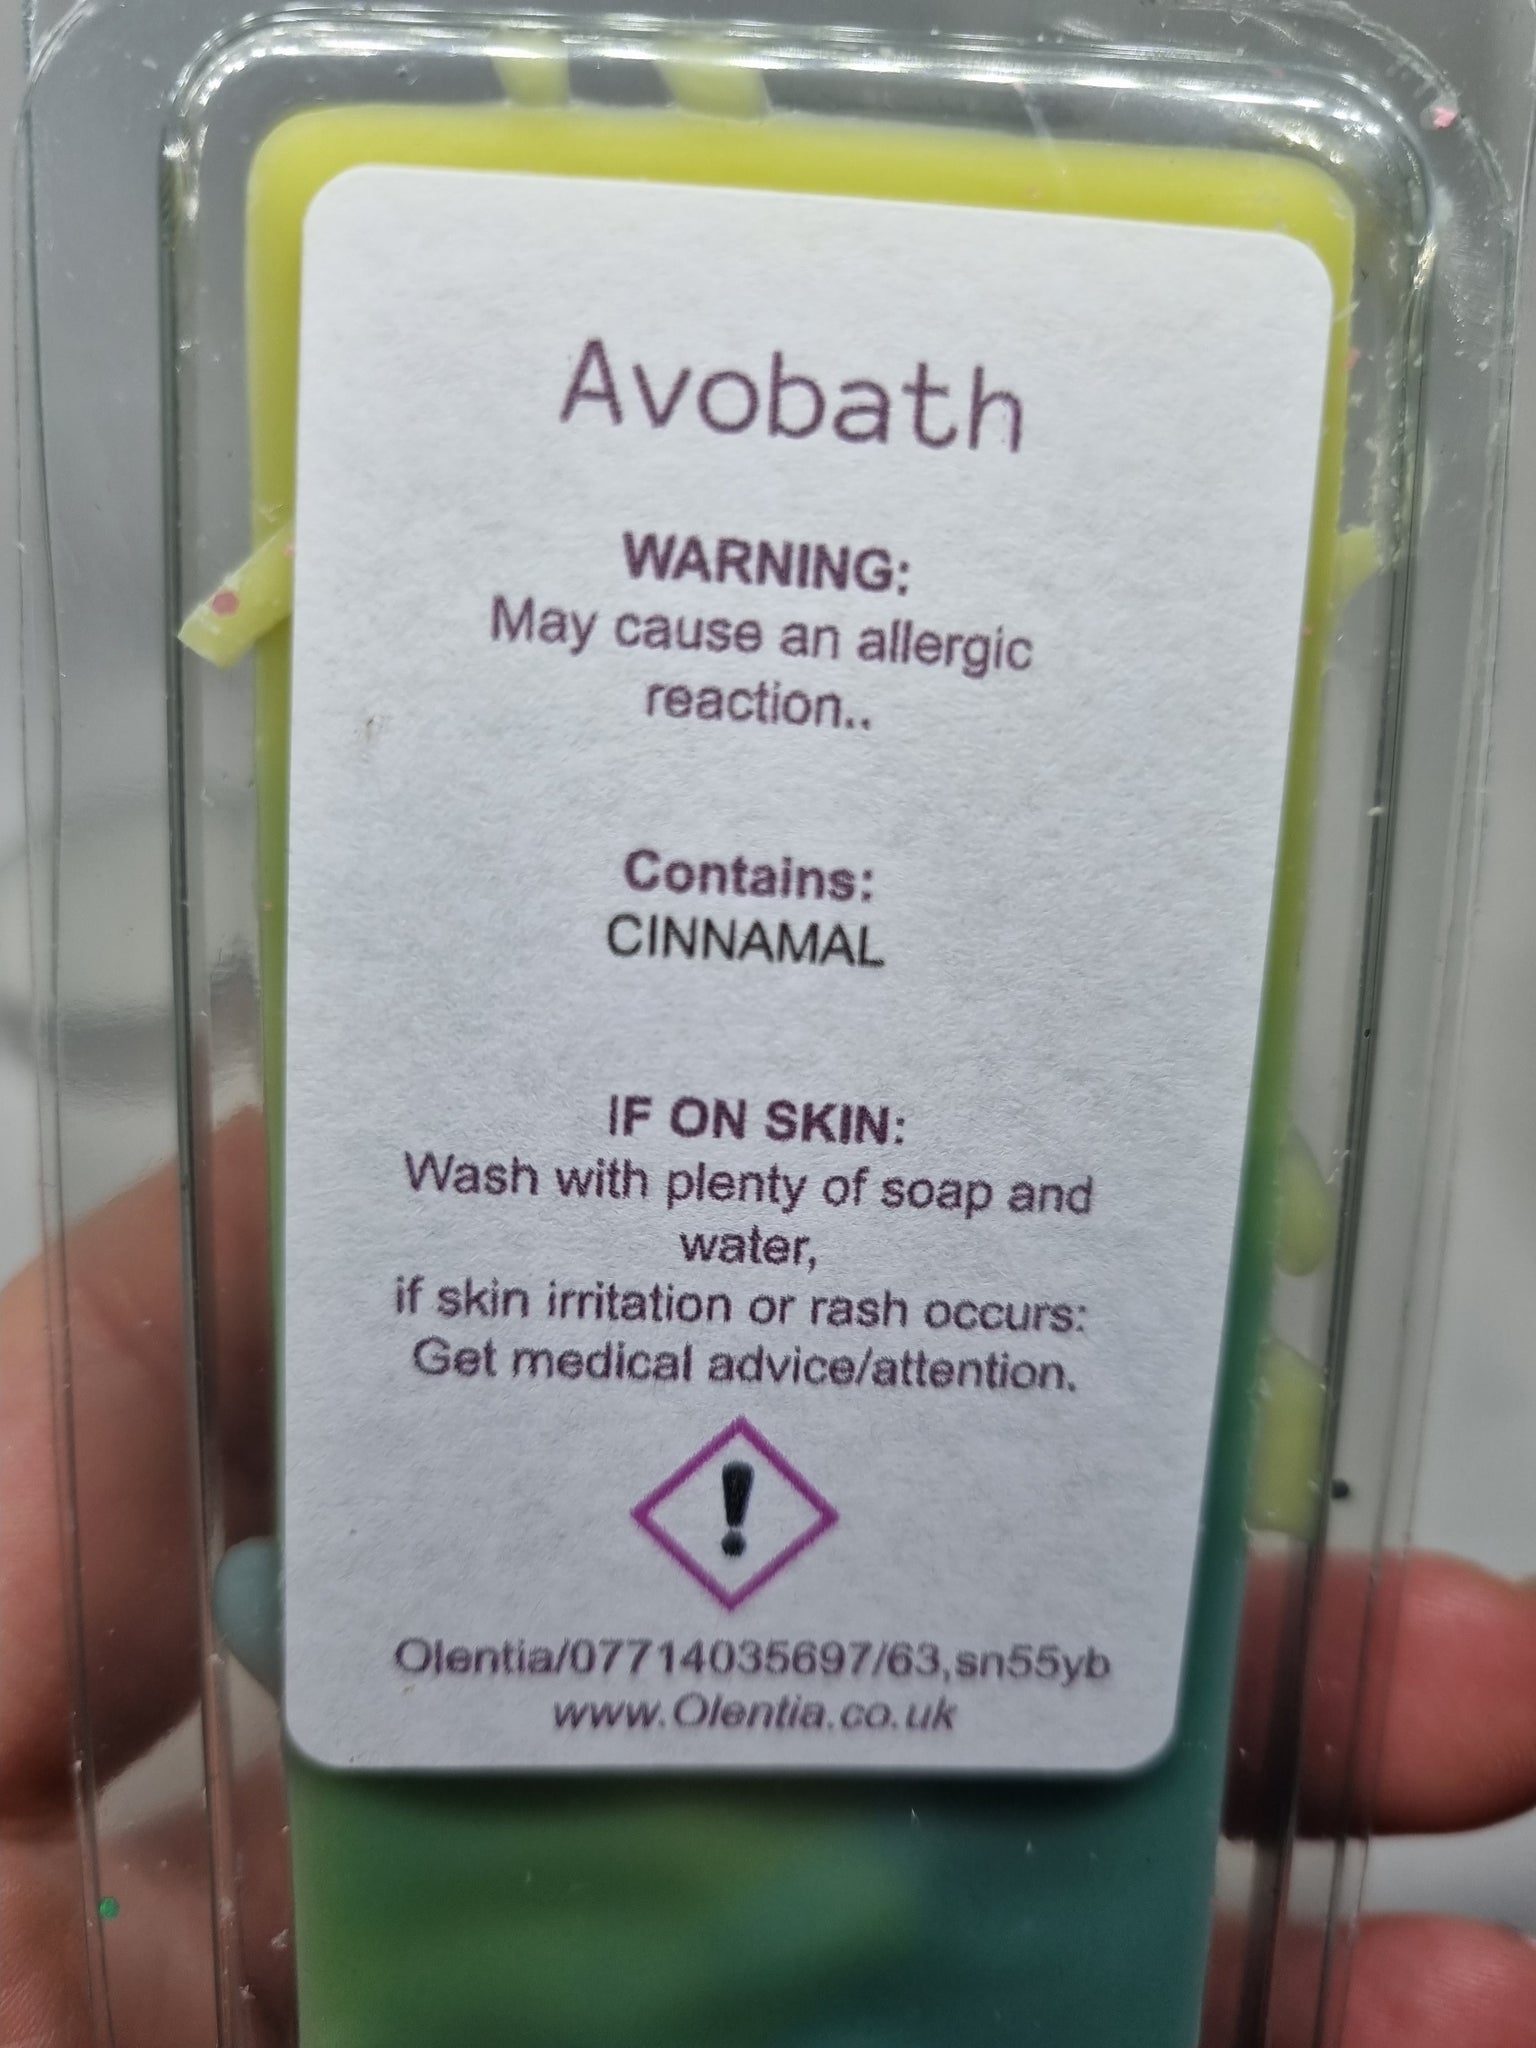 Avobath
WARNING:
May cause an allergic
reaction..
Contains:
CINNAMAL
IF ON SKIN:
Wash with plenty of soap and
water,
if skin irritation or rash occurs:
Get medical advice/attention.
!
Olentia/07714035697/63,sn55yb
www.Olentia.co.uk